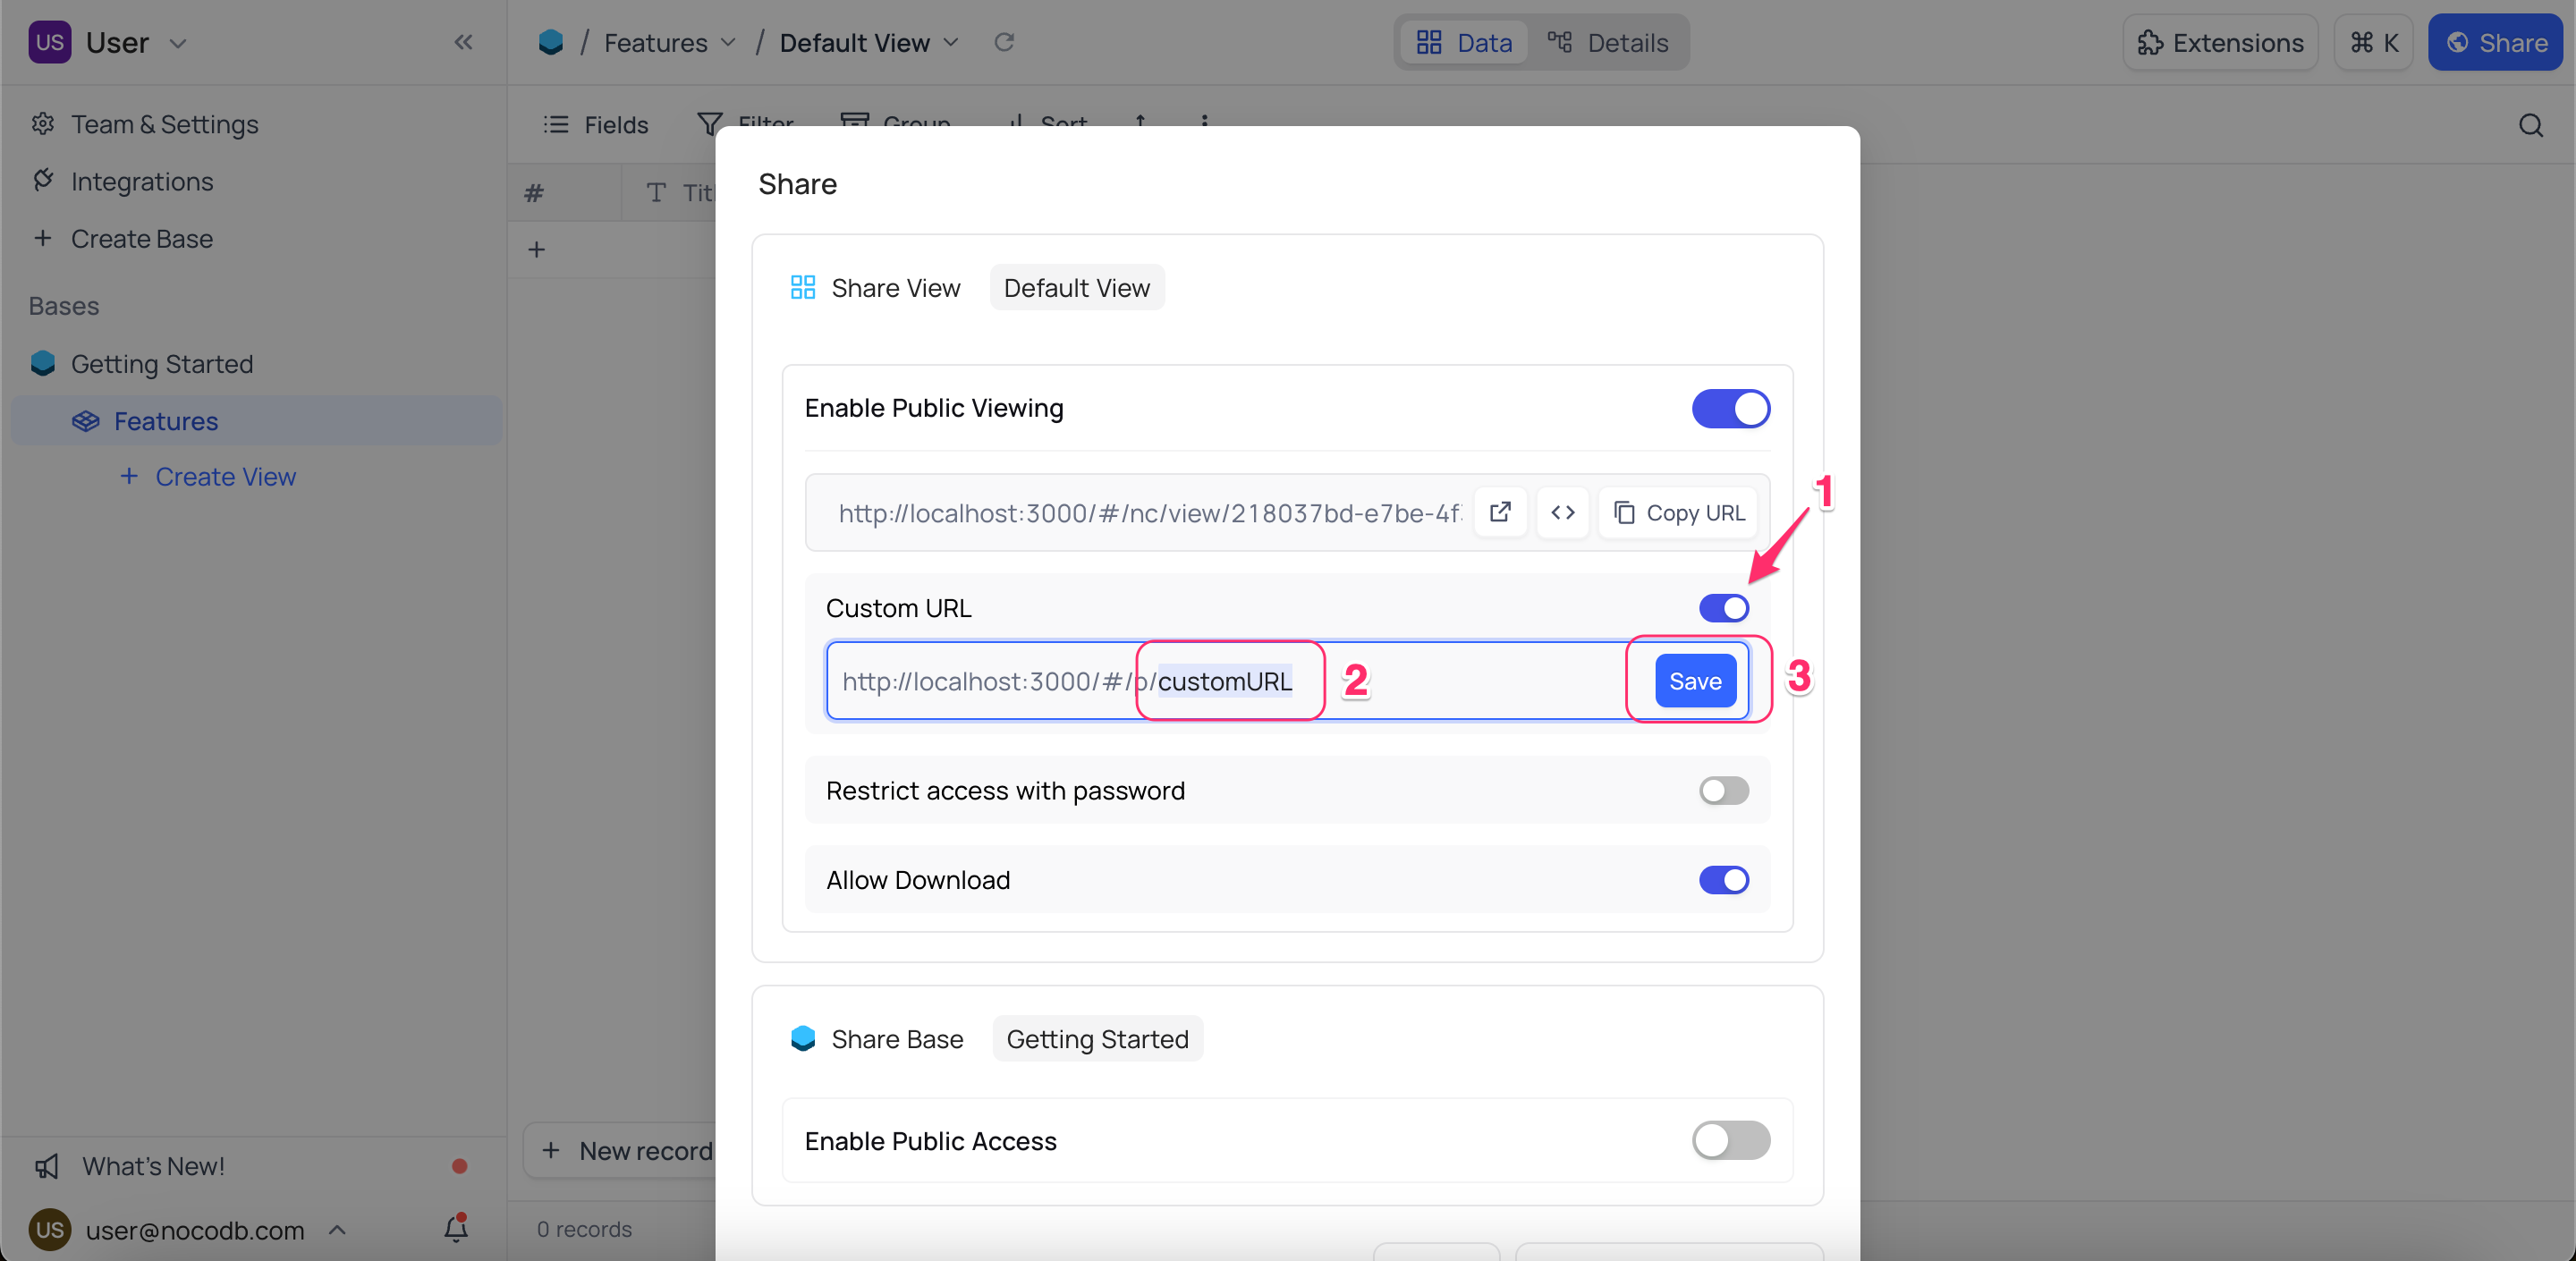 US User
Features / Default View
Data Details
Extensions
⌘ K
Share
Team & Settings
Integrations
+ Create Base
Bases
Getting Started
Features
+ Create View
What's New!
US user@nocodb.com
Fields Filter Group Sort
#
+
+ New record
0 records
Share
Share View Default View
Enable Public Viewing
http://localhost:3000/#/nc/view/218037bd-e7be-4f
Copy URL
1
Custom URL
http://localhost:3000/#/p/customURL
2
Save
3
Restrict access with password
Allow Download
Share Base Getting Started
Enable Public Access